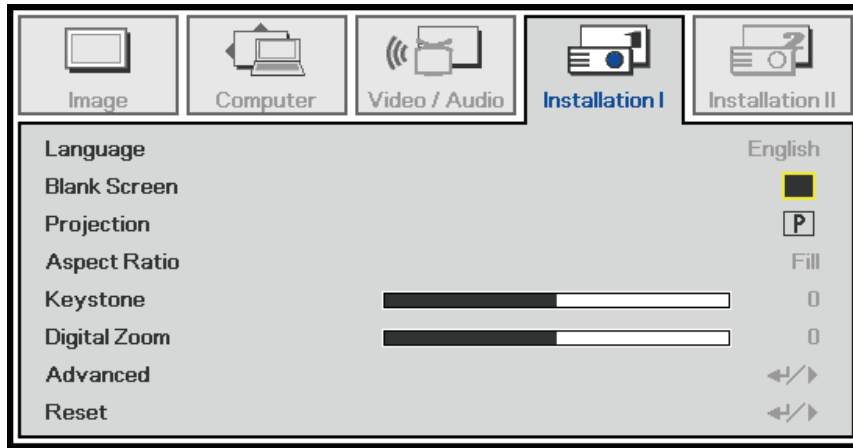 Image
Computer
Video / Audio
Installation I
Installation II
Language English
Blank Screen
Projection P
Aspect Ratio Fill
Keystone 0
Digital Zoom 0
Advanced
Reset